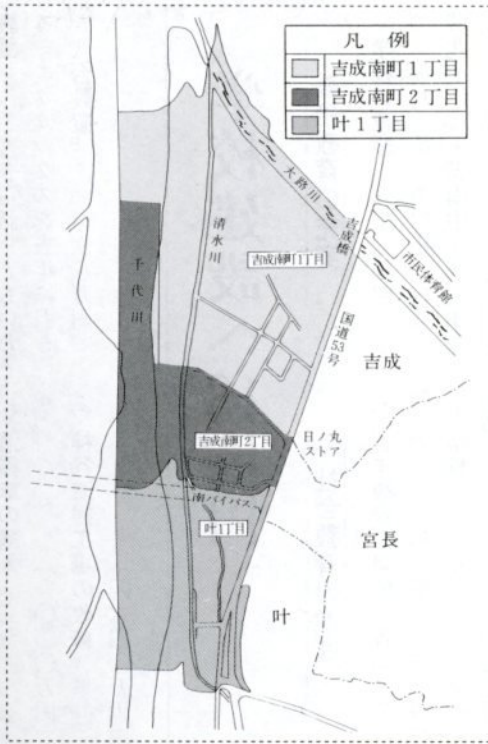 凡例
吉成南町1丁目
吉成南町2丁目
叶1丁目
大路川
吉成橋
清水川
市民体育館
吉成南町1丁目
千代川
国道53号
吉成
日ノ丸
ストア
吉成南町2丁目
南バイパス
叶1丁目
宮長
叶